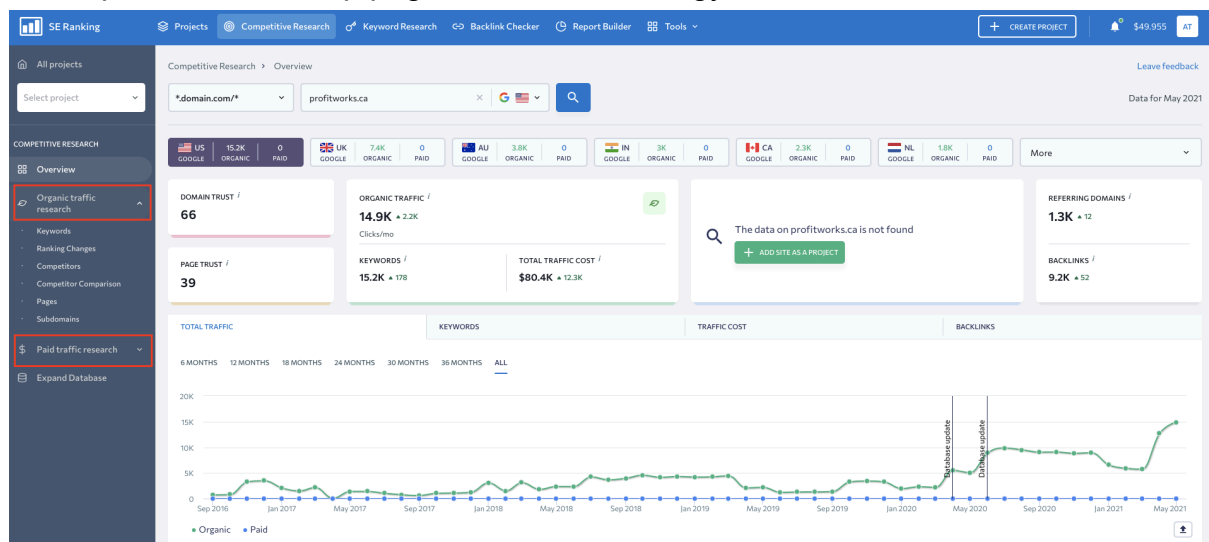 SE Ranking
Projects
Competitive Research
Keyword Research
Backlink Checker
Report Builder
Tools
+ CREATE PROJECT
0
$49.955
AT
All projects
Select project
COMPETITIVE RESEARCH
Overview
Organic traffic
research
Keywords
Ranking Changes
Competitors
Competitor Comparison
Pages
Subdomains
$ Paid traffic research
Expand Database
Competitive Research > Overview
Leave feedback
*.domain.com/*
profitworks.ca
×
G
Data for May 2021
US 15.2K 0
GOOGLE ORGANIC PAID
UK 7.4K 0
GOOGLE ORGANIC PAID
AU 3.8K 0
GOOGLE ORGANIC PAID
IN 3K 0
GOOGLE ORGANIC PAID
CA 2.3K 0
GOOGLE ORGANIC PAID
NL 1.8K 0
GOOGLE ORGANIC PAID
More
DOMAIN TRUST i
66
PAGE TRUST i
39
ORGANIC TRAFFIC i
14.9K ▲ 2.2K
Clicks/mo
KEYWORDS i
15.2K ▲ 178
TOTAL TRAFFIC COST i
$80.4K ▲ 12.3K
The data on profitworks.ca is not found
+ ADD SITE AS A PROJECT
REFERRING DOMAINS i
1.3K ▲ 12
BACKLINKS i
9.2K ▲ 52
TOTAL TRAFFIC
KEYWORDS
TRAFFIC COST
BACKLINKS
6 MONTHS 12 MONTHS 18 MONTHS 24 MONTHS 30 MONTHS 36 MONTHS ALL
20K
15K
10K
5K
0
Database update
Database update
Sep 2016 Jan 2017 May 2017 Sep 2017 Jan 2018 May 2018 Sep 2018 Jan 2019 May 2019 Sep 2019 Jan 2020 May 2020 Sep 2020 Jan 2021 May 2021
Organic Paid